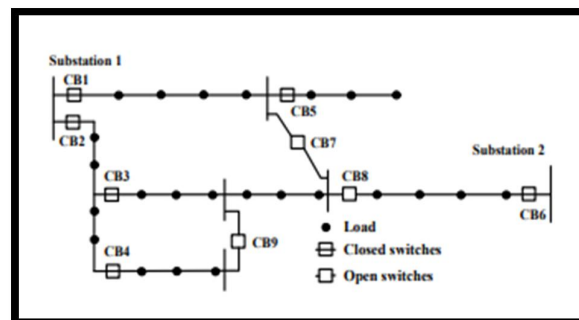 Substation 1
CB1
CB5
CB2
CB7
Substation 2
CB3
CB8
CB6
Load
CB4
CB9
Closed switches
Open switches